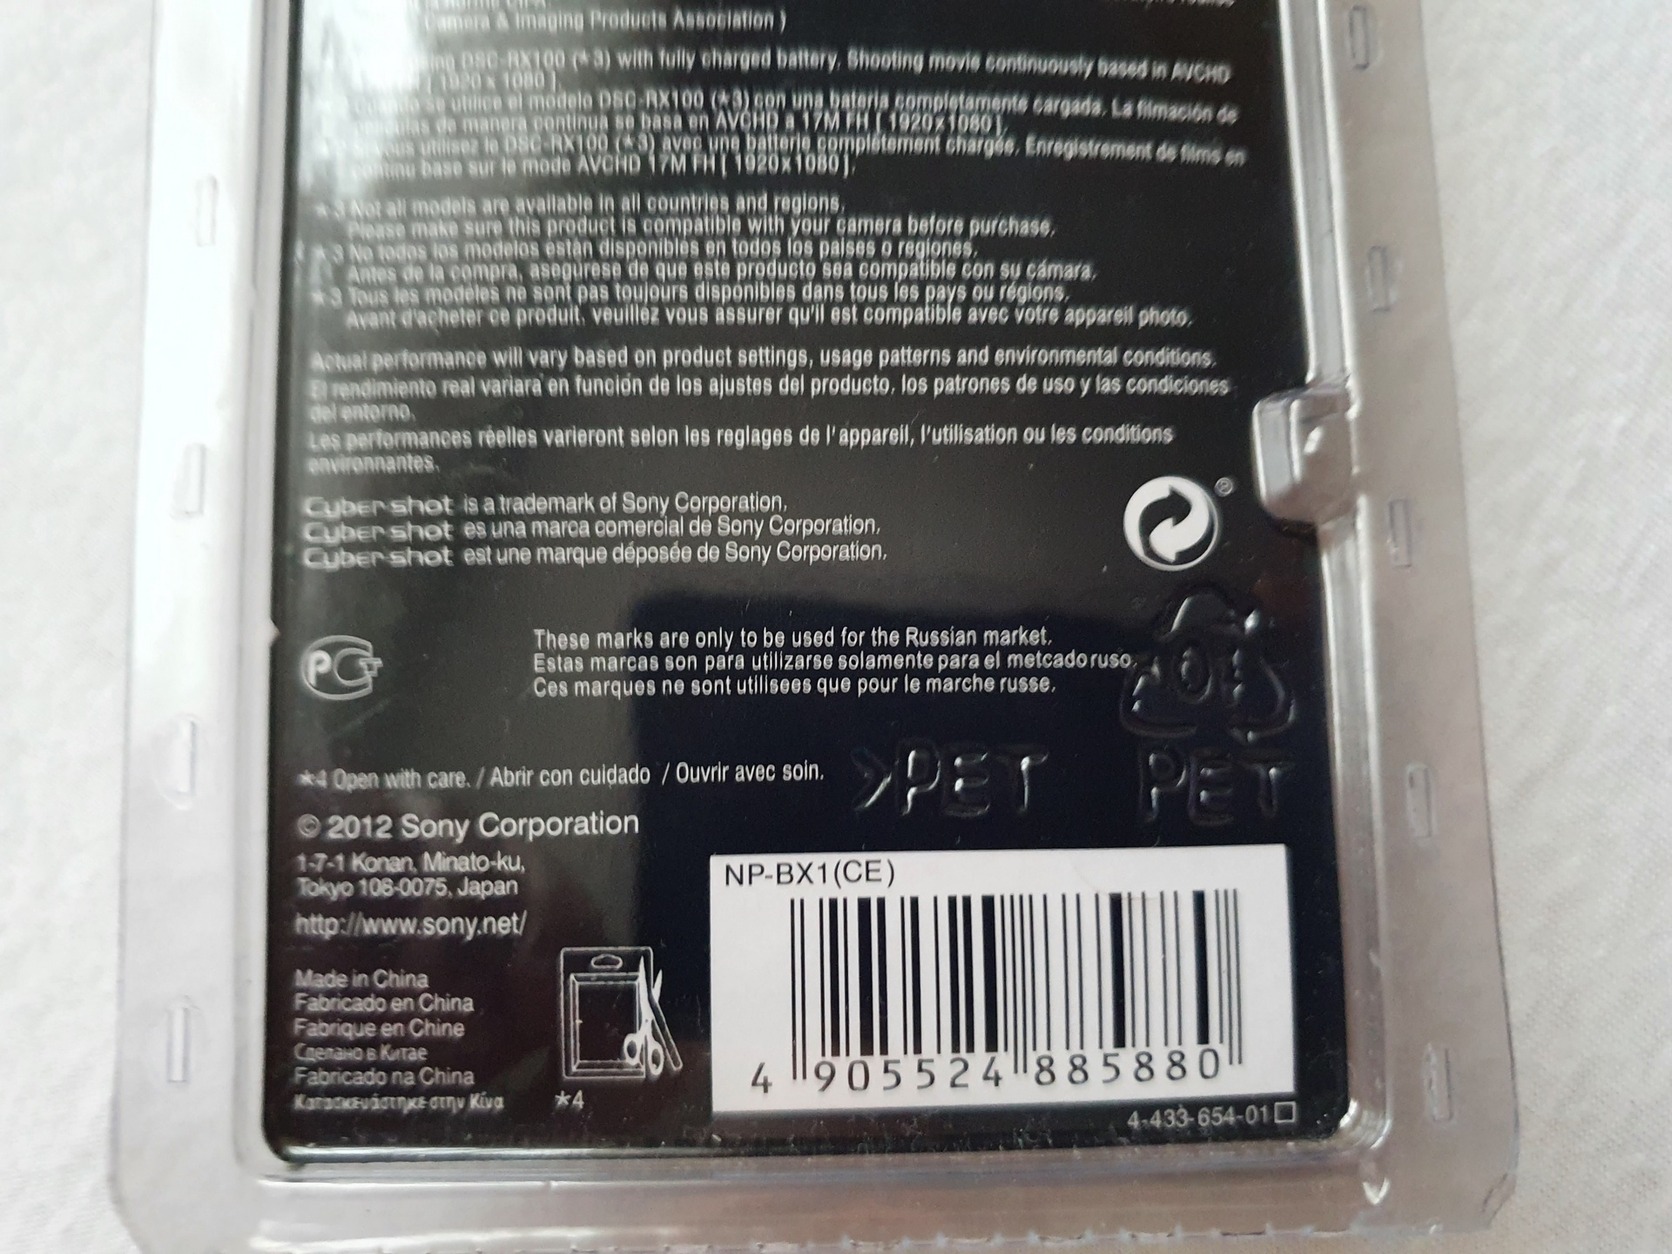 Camera & Imaging Products Association )
DSC-RX100 (*3) with fully charged battery. Shooting movie continuously based in AVCHD
[ 1920 x 1080 ].
se utilice el modelo DSC-RX100 (*3) con una batería completamente cargada. La filmación de
de manera continua se basa en AVCHD a 17M FH [ 1920x1080 ].
utilisez le DSC-RX100 (*3) avec une batterie complètement chargée. Enregistrement de films en
continu base sur le mode AVCHD 17M FH [ 1920x1080 ].
*3 Not all models are available in all countries and regions.
Please make sure this product is compatible with your camera before purchase.
*3 No todos los modelos están disponibles en todos los países o regiones.
Antes de la compra, asegúrese de que este producto sea compatible con su cámara.
*3 Tous les modèles ne sont pas toujours disponibles dans tous les pays ou régions.
Avant d'acheter ce produit, veuillez vous assurer qu'il est compatible avec votre appareil photo.
Actual performance will vary based on product settings, usage patterns and environmental conditions.
El rendimiento real variará en función de los ajustes del producto, los patrones de uso y las condiciones
del entorno.
Les performances réelles varieront selon les reglages de l'appareil, l'utilisation ou les conditions
environnantes.
Cyber-shot is a trademark of Sony Corporation.
Cyber-shot es una marca comercial de Sony Corporation.
Cyber-shot est une marque déposée de Sony Corporation.
®
These marks are only to be used for the Russian market.
Estas marcas son para utilizarse solamente para el metcado ruso.
Ces marques ne sont utilisees que pour le marche russe.
PCT
01
>PET
PET
*4 Open with care. / Abrir con cuidado / Ouvrir avec soin.
© 2012 Sony Corporation
1-7-1 Konan, Minato-ku,
Tokyo 108-0075, Japan
http://www.sony.net/
Made in China
Fabricado en China
Fabrique en Chine
Сделано в Китае
Fabricado na China
Κατασκευάστηκε στην Κίνα
*4
NP-BX1(CE)
4 905524 885880
4-433-654-01□